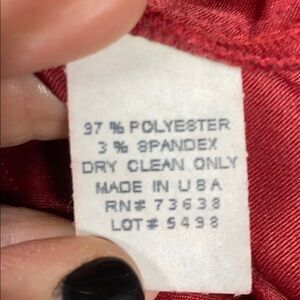 97 % POLYESTER
3 % SPANDEX
DRY CLEAN ONLY
MADE IN USA
RN# 73638
LOT# 5498